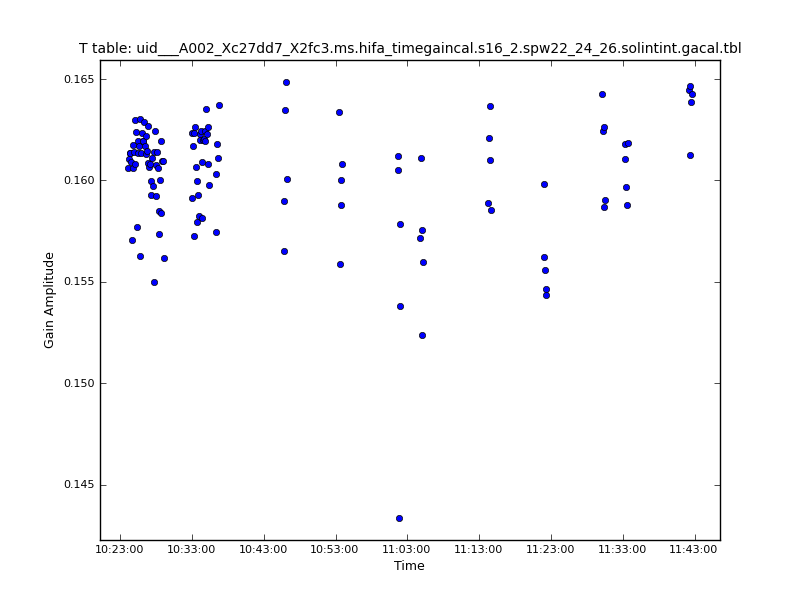 T table: uid___A002_Xc27dd7_X2fc3.ms.hifa_timegaincal.s16_2.spw22_24_26.solintint.gacal.tbl
0.165
0.160
0.155
0.150
0.145
Gain Amplitude
10:23:00 10:33:00 10:43:00 10:53:00 11:03:00 11:13:00 11:23:00 11:33:00 11:43:00
Time